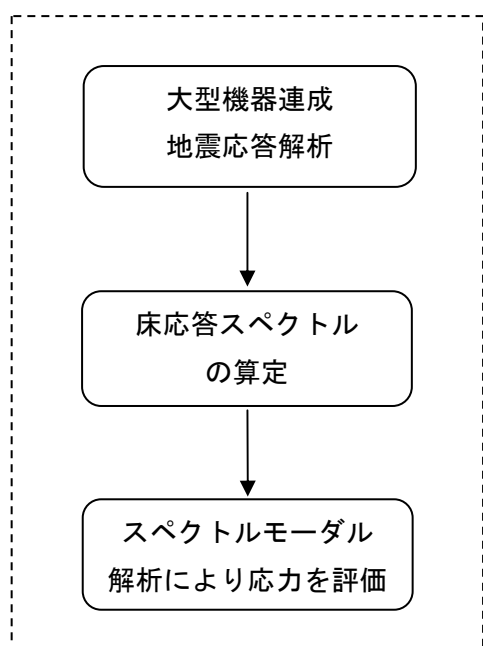 大型機器連成
地震応答解析
床応答スペクトル
の算定
スペクトルモーダル
解析により応力を評価